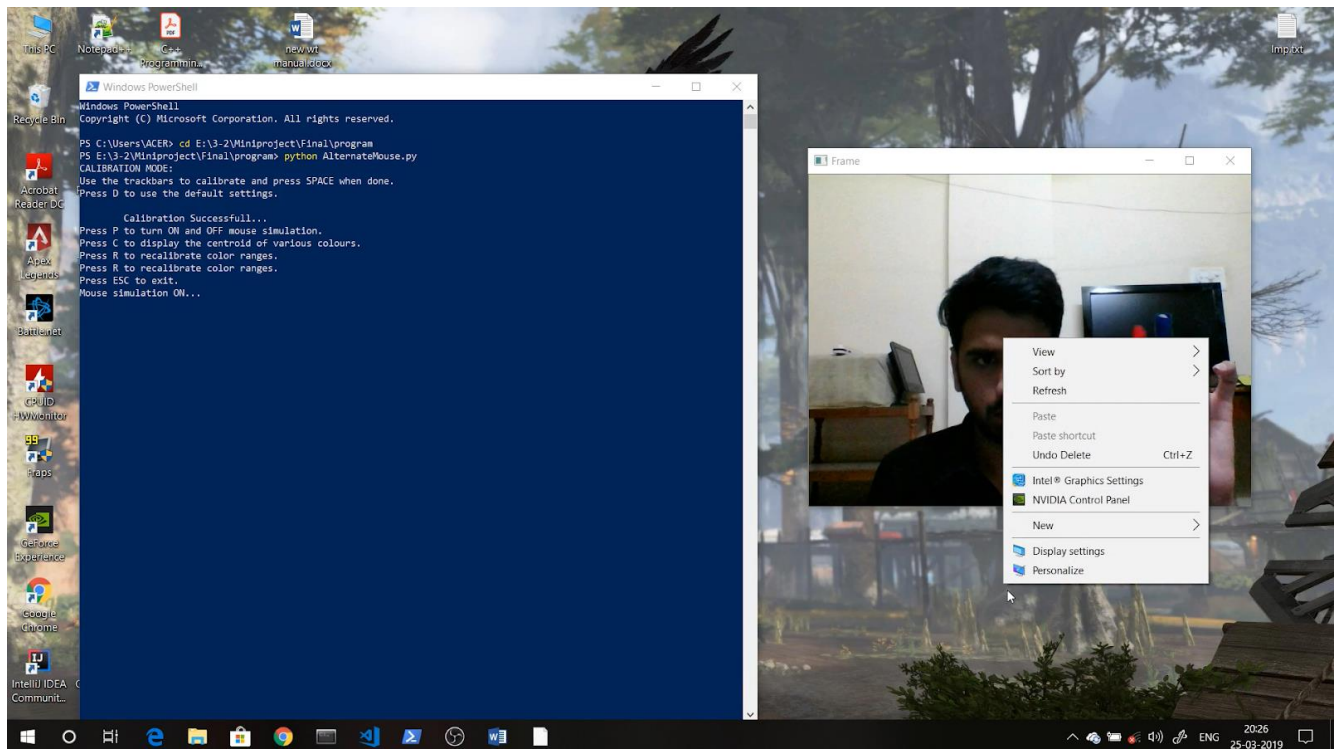 This PC
Notepad++
C++
Programmin...
new wt
manual.docx
Imp.txt
Recycle Bin
Acrobat
Reader DC
Apex
Legends
Battle.net
CPUID
HWMonitor
Fraps
GeForce
Experience
Google
Chrome
IntelliJ IDEA
Communit...
Windows PowerShell
Windows PowerShell
Copyright (C) Microsoft Corporation. All rights reserved.
PS C:\Users\ACER> cd E:\3-2\Miniproject\Final\program
PS E:\3-2\Miniproject\Final\program> python AlternateMouse.py
CALIBRATION MODE:
Use the trackbars to calibrate and press SPACE when done.
Press D to use the default settings.
Calibration Successfull...
Press P to turn ON and OFF mouse simulation.
Press C to display the centroid of various colours.
Press R to recalibrate color ranges.
Press R to recalibrate color ranges.
Press ESC to exit.
Mouse simulation ON...
Frame
View
Sort by
Refresh
Paste
Paste shortcut
Undo Delete Ctrl+Z
Intel® Graphics Settings
NVIDIA Control Panel
New
Display settings
Personalize
ENG
20:26
25-03-2019